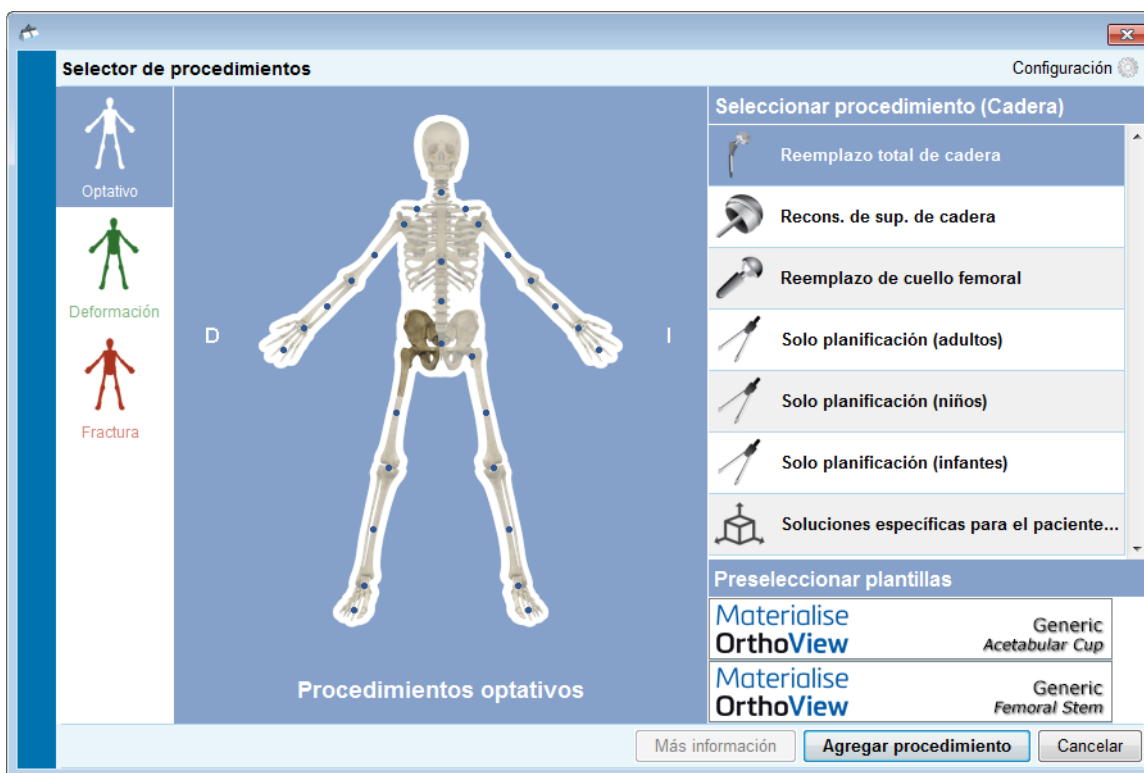 Selector de procedimientos
Configuración
Optativo
Deformación
Fractura
D
I
Procedimientos optativos
Seleccionar procedimiento (Cadera)
Reemplazo total de cadera
Recons. de sup. de cadera
Reemplazo de cuello femoral
Solo planificación (adultos)
Solo planificación (niños)
Solo planificación (infantes)
Soluciones específicas para el paciente...
Preseleccionar plantillas
Materialise
OrthoView
Generic
Acetabular Cup
Materialise
OrthoView
Generic
Femoral Stem
Más información
Agregar procedimiento
Cancelar